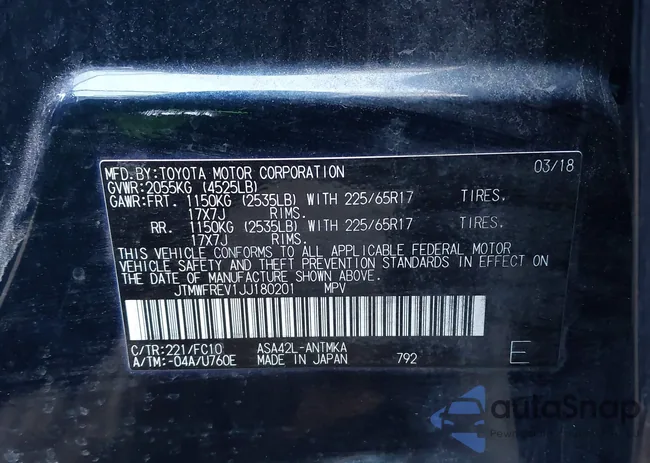 MFD.BY:TOYOTA MOTOR CORPORATION 03/18
GVWR:2055KG (4525LB)
GAWR:FRT. 1150KG (2535LB) WITH 225/65R17 TIRES.
17X7J RIMS.
RR. 1150KG (2535LB) WITH 225/65R17 TIRES.
17X7J RIMS.
THIS VEHICLE CONFORMS TO ALL APPLICABLE FEDERAL MOTOR
VEHICLE SAFETY AND THEFT PREVENTION STANDARDS IN EFFECT ON
THE DATE OF MANUFACTURE SHOWN ABOVE.
JTMWFREV1JJ180201 MPV
C/TR:221/FC10 ASA42L-ANTMKA
A/TM:-04A/U760E MADE IN JAPAN 792 E
autoSnap